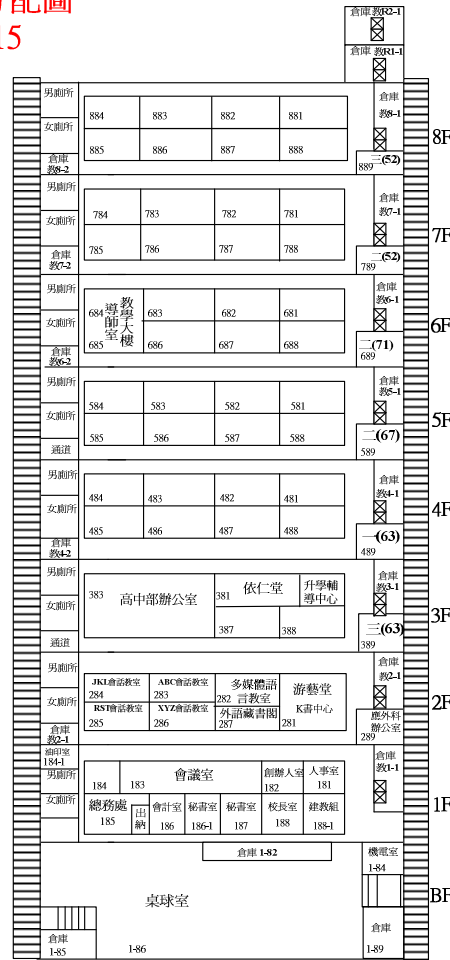 配圖
15
倉庫 教R2-1
倉庫 教R1-1
男廁所
884 883 882 881
倉庫
教8-1
女廁所
885 886 887 888
8F
倉庫
教8-2
三(52)
889
男廁所
784 783 782 781
倉庫
教7-1
女廁所
785 786 787 788
7F
倉庫
教7-2
二(52)
789
男廁所
684 教學大樓
導師室
683 682 681
倉庫
教6-1
女廁所
685 686 687 688
6F
倉庫
教6-2
二(71)
689
男廁所
584 583 582 581
倉庫
教5-1
女廁所
585 586 587 588
5F
通道
二(67)
589
男廁所
484 483 482 481
倉庫
教4-1
女廁所
485 486 487 488
4F
倉庫
教4-2
一(63)
489
男廁所
383 高中部辦公室
381 依仁堂
升學輔
導中心
倉庫
教3-1
女廁所
387 388
3F
通道
三(63)
389
男廁所
JKL會話教室
284
ABC會話教室
283
多媒體語
282 言教室
游藝堂
K書中心
281
倉庫
教2-1
女廁所
RST會話教室
285
XYZ會話教室
286
外語藏書閣
287
2F
倉庫
教2-1
應外科
辦公室
289
油印室
184-1
男廁所
184 183 會議室
創辦人室
182
人事室
181
倉庫
教1-1
女廁所
總務處
185
出
納
會計室
186
秘書室
186-1
秘書室
187
校長室
188
建教組
188-1
1F
倉庫 1-82
機電室
1-84
桌球室
1-86
BF
倉庫
1-85
倉庫
1-89